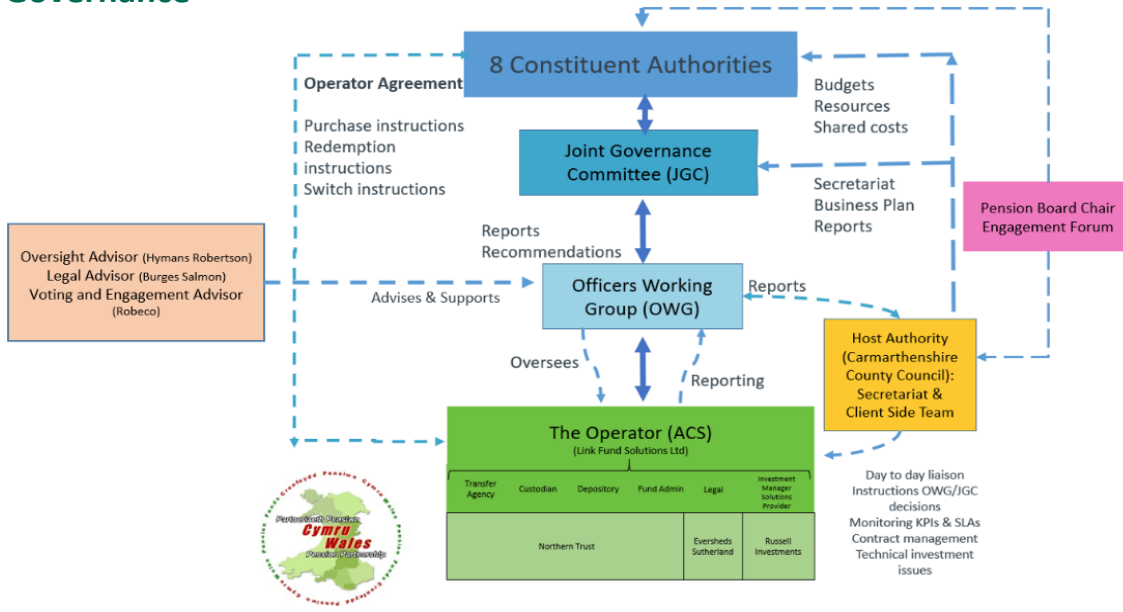 Governance
8 Constituent Authorities
Operator Agreement
Purchase instructions
Redemption
instructions
Switch instructions
Budgets
Resources
Shared costs
Joint Governance
Committee (JGC)
Secretariat
Business Plan
Reports
Pension Board Chair
Engagement Forum
Reports
Recommendations
Oversight Advisor (Hymans Robertson)
Legal Advisor (Burges Salmon)
Voting and Engagement Advisor
(Robeco)
Advises & Supports
Officers Working
Group (OWG)
Reports
Host Authority
(Carmarthenshire
County Council):
Secretariat &
Client Side Team
Oversees
Reporting
The Operator (ACS)
(Link Fund Solutions Ltd)
Transfer
Agency
Custodian
Depository
Fund Admin
Legal
Investment
Manager
Solutions
Provider
Northern Trust
Eversheds
Sutherland
Russell
Investments
Day to day liaison
Instructions OWG/JGC
decisions
Monitoring KPIs & SLAs
Contract management
Technical investment
issues
Partneriaeth Pensiwn
Cymru
Wales
Pension Partnership